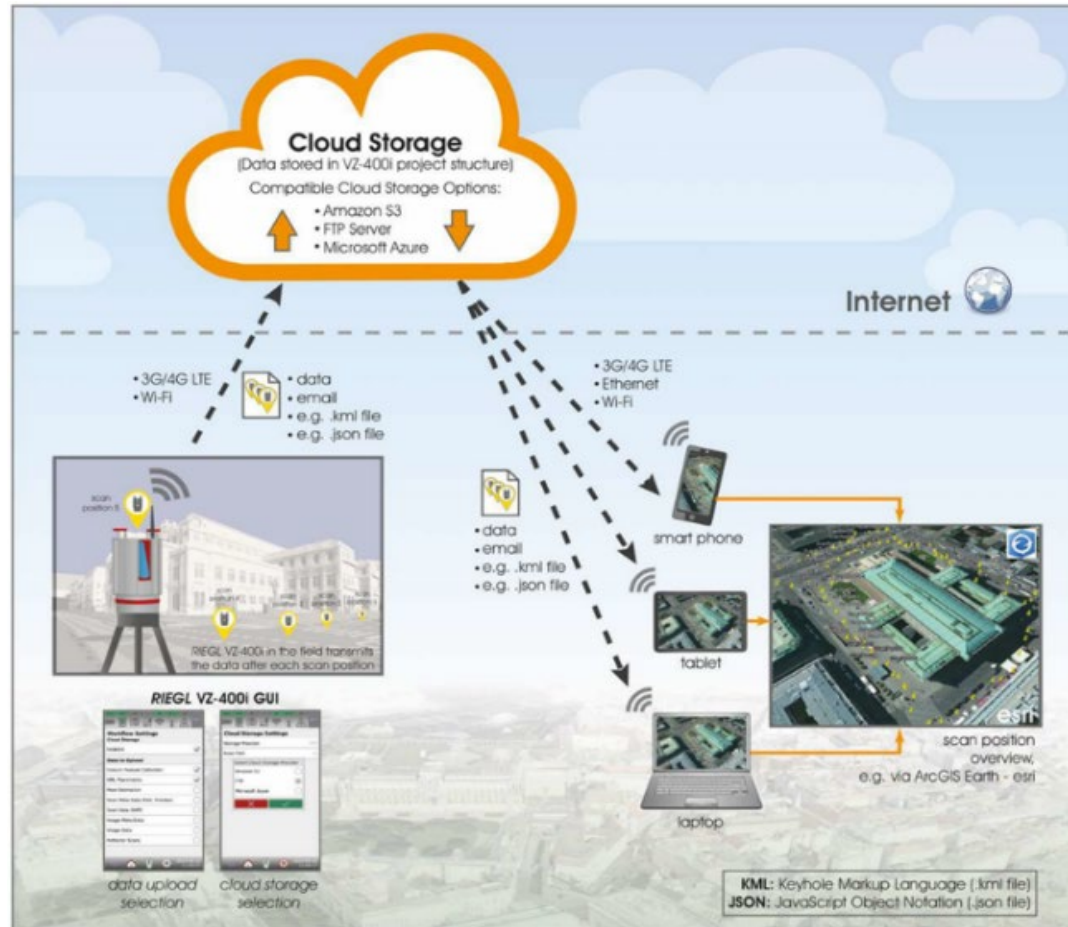 Cloud Storage
(Data stored in VZ-400i project structure)
Compatible Cloud Storage Options:
• Amazon S3
• FTP Server
• Microsoft Azure
Internet
• 3G/4G LTE
• Wi-Fi
• data
• email
• e.g. .kml file
• e.g. .json file
• 3G/4G LTE
• Ethernet
• Wi-Fi
scan
position 5
scan
position
RIEGL VZ-400i in the field transmits
the data after each scan position
• data
• email
• e.g. .kml file
• e.g. .json file
smart phone
tablet
laptop
esri
scan position
overview,
e.g. via ArcGIS Earth - esri
RIEGL VZ-400i GUI
Workflow Settings
Cloud Storage
Cloud Storage Settings
Microsoft Azure
data upload
selection
cloud storage
selection
KML: Keyhole Markup Language (.kml file)
JSON: JavaScript Object Notation (.json file)